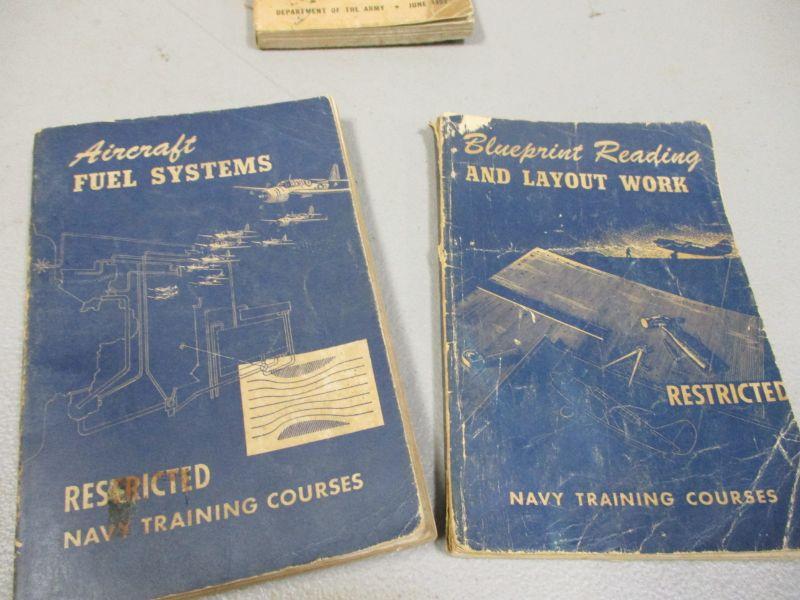 DEPARTMENT OF THE ARMY • JUNE
Aircraft
FUEL SYSTEMS
RESTRICTED
NAVY TRAINING COURSES
Blueprint Reading
AND LAYOUT WORK
RESTRICTED
NAVY TRAINING COURSES